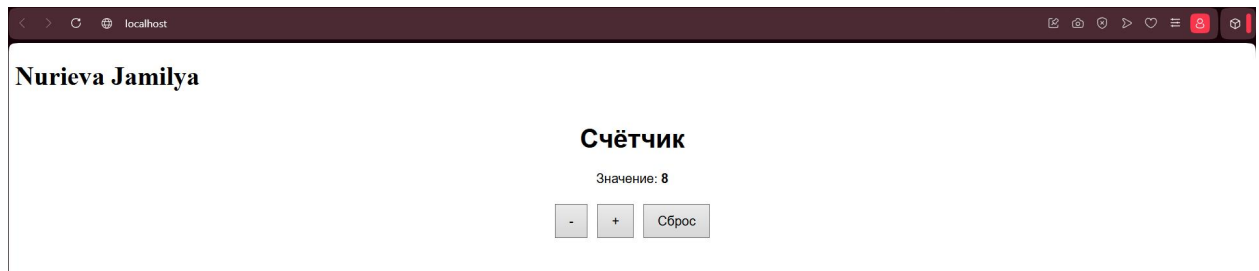 localhost
Nurieva Jamilya
Счётчик
Значение: 8
- + Сброс